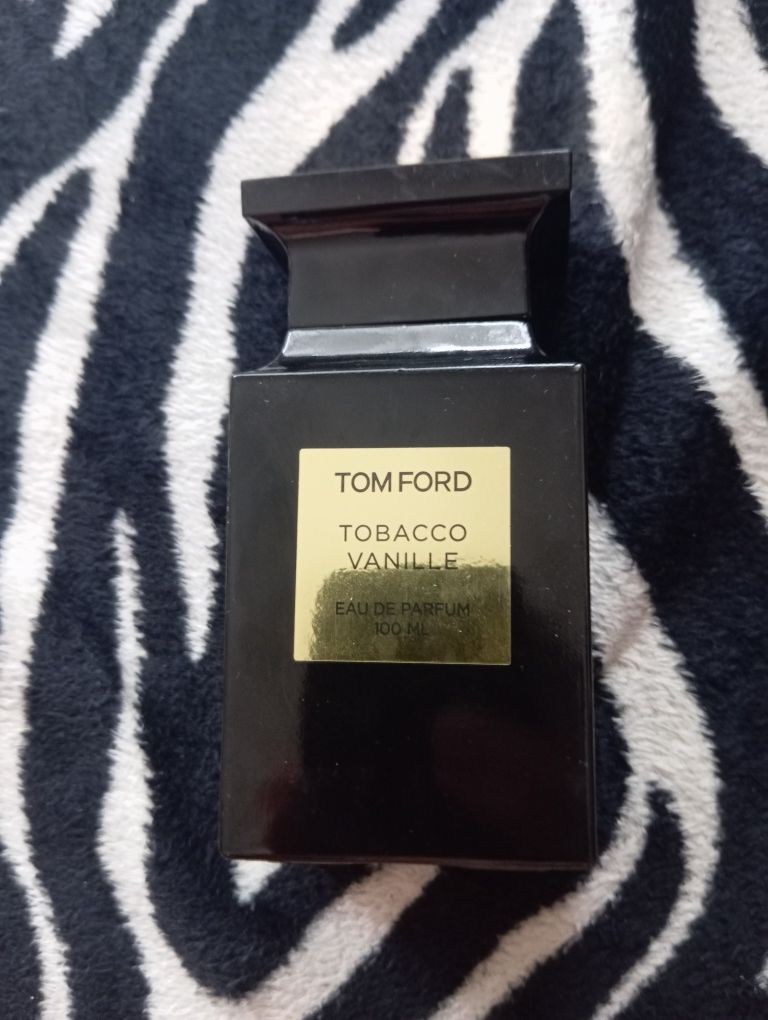 TOM FORD
TOBACCO
VANILLE
EAU DE PARFUM
100 ML